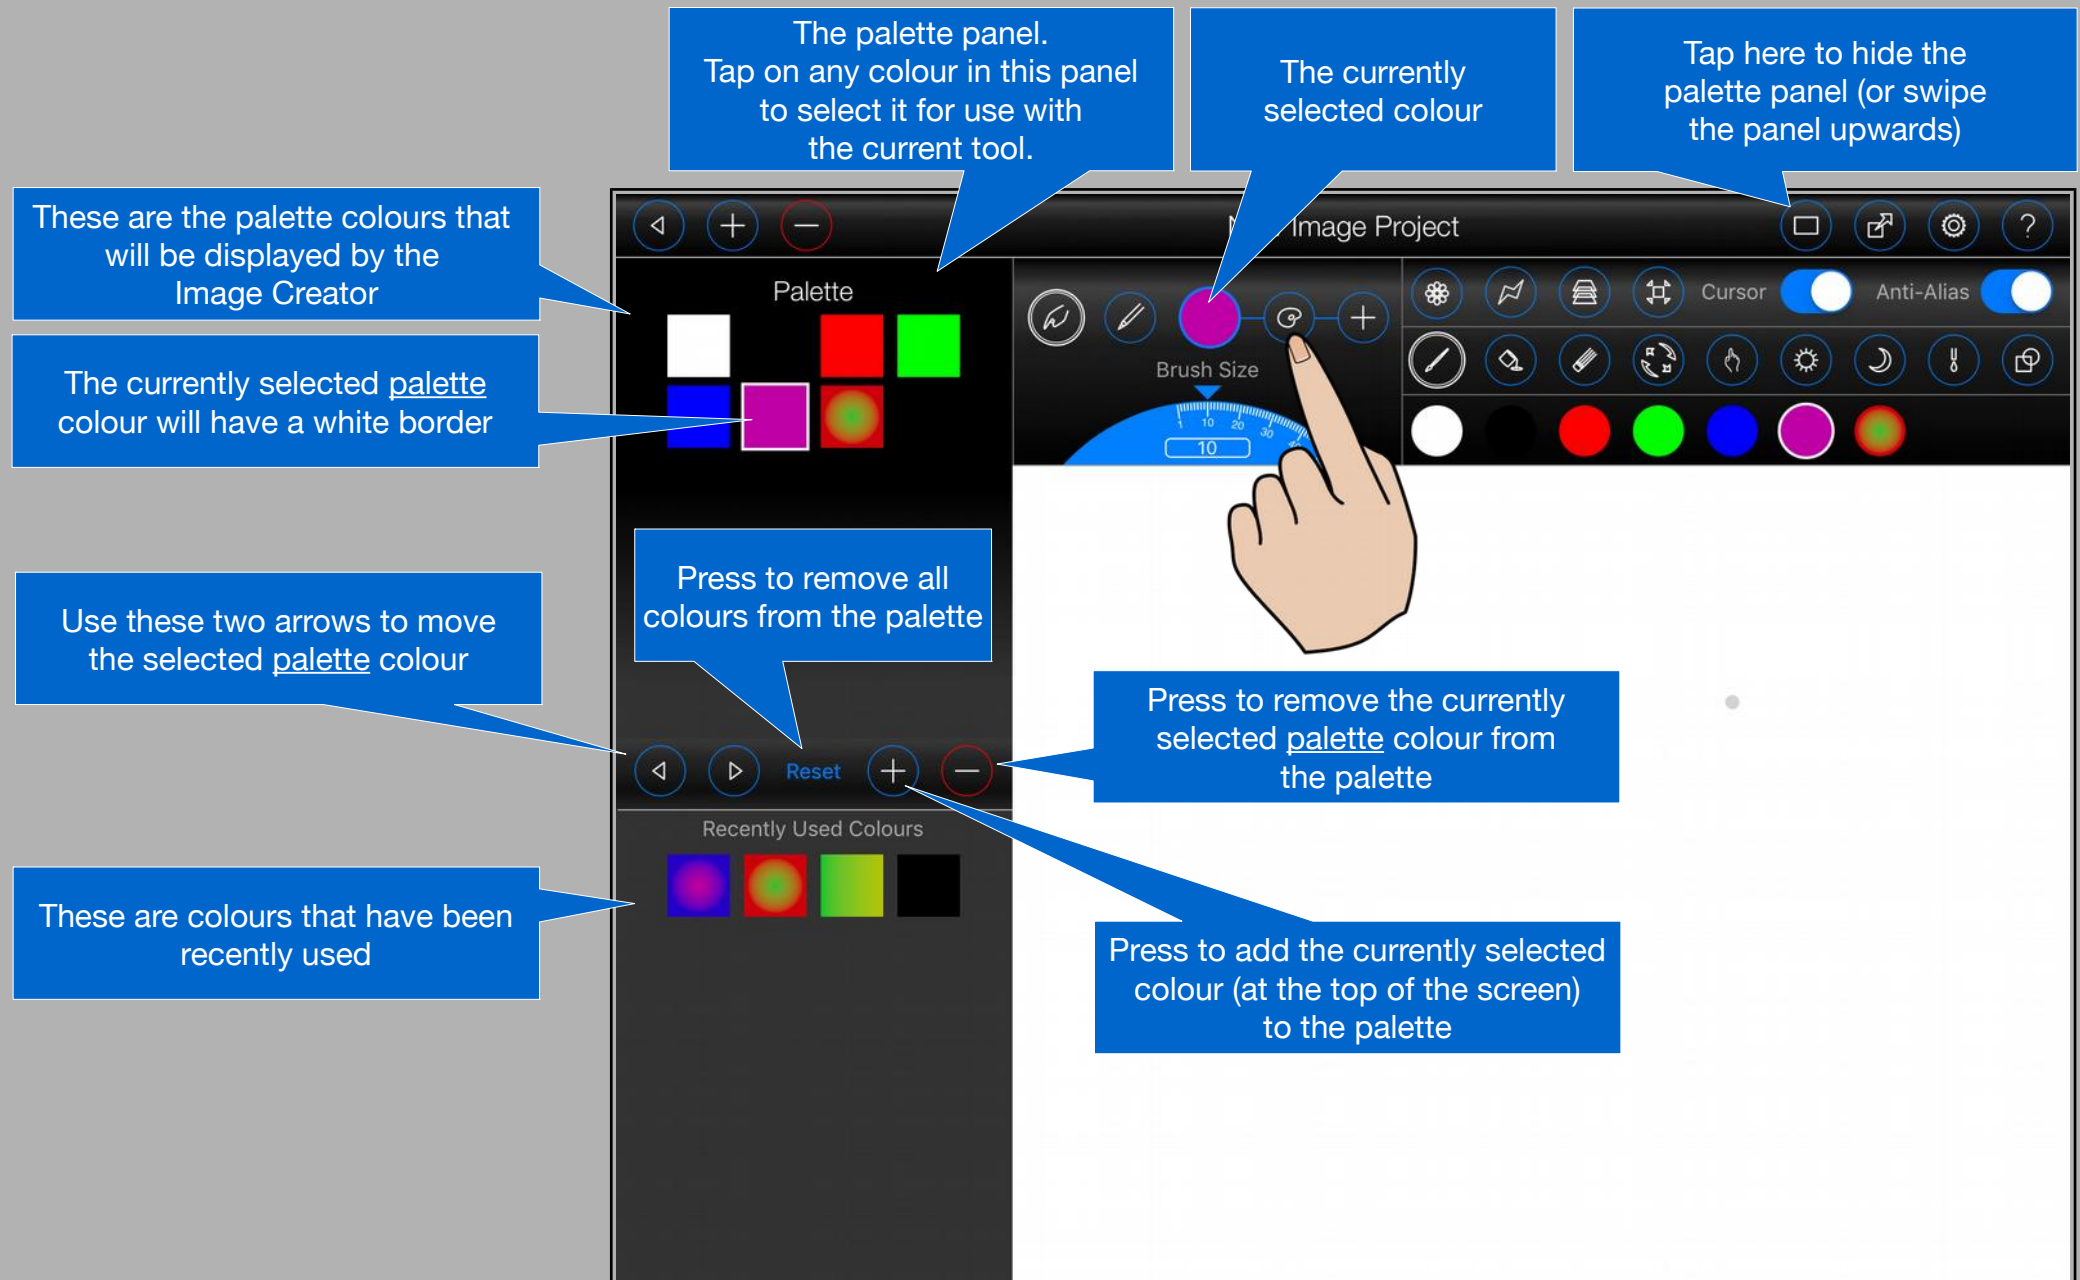 The palette panel.
Tap on any colour in this panel
to select it for use with
the current tool.
The currently
selected colour
Tap here to hide the
palette panel (or swipe
the panel upwards)
These are the palette colours that
will be displayed by the
Image Creator
Image Project
?
Palette
Cursor
Anti-Alias
The currently selected palette
colour will have a white border
Brush Size
1 10 20 30
10
Press to remove all
colours from the palette
Use these two arrows to move
the selected palette colour
Press to remove the currently
selected palette colour from
the palette
Reset
Recently Used Colours
These are colours that have been
recently used
Press to add the currently selected
colour (at the top of the screen)
to the palette